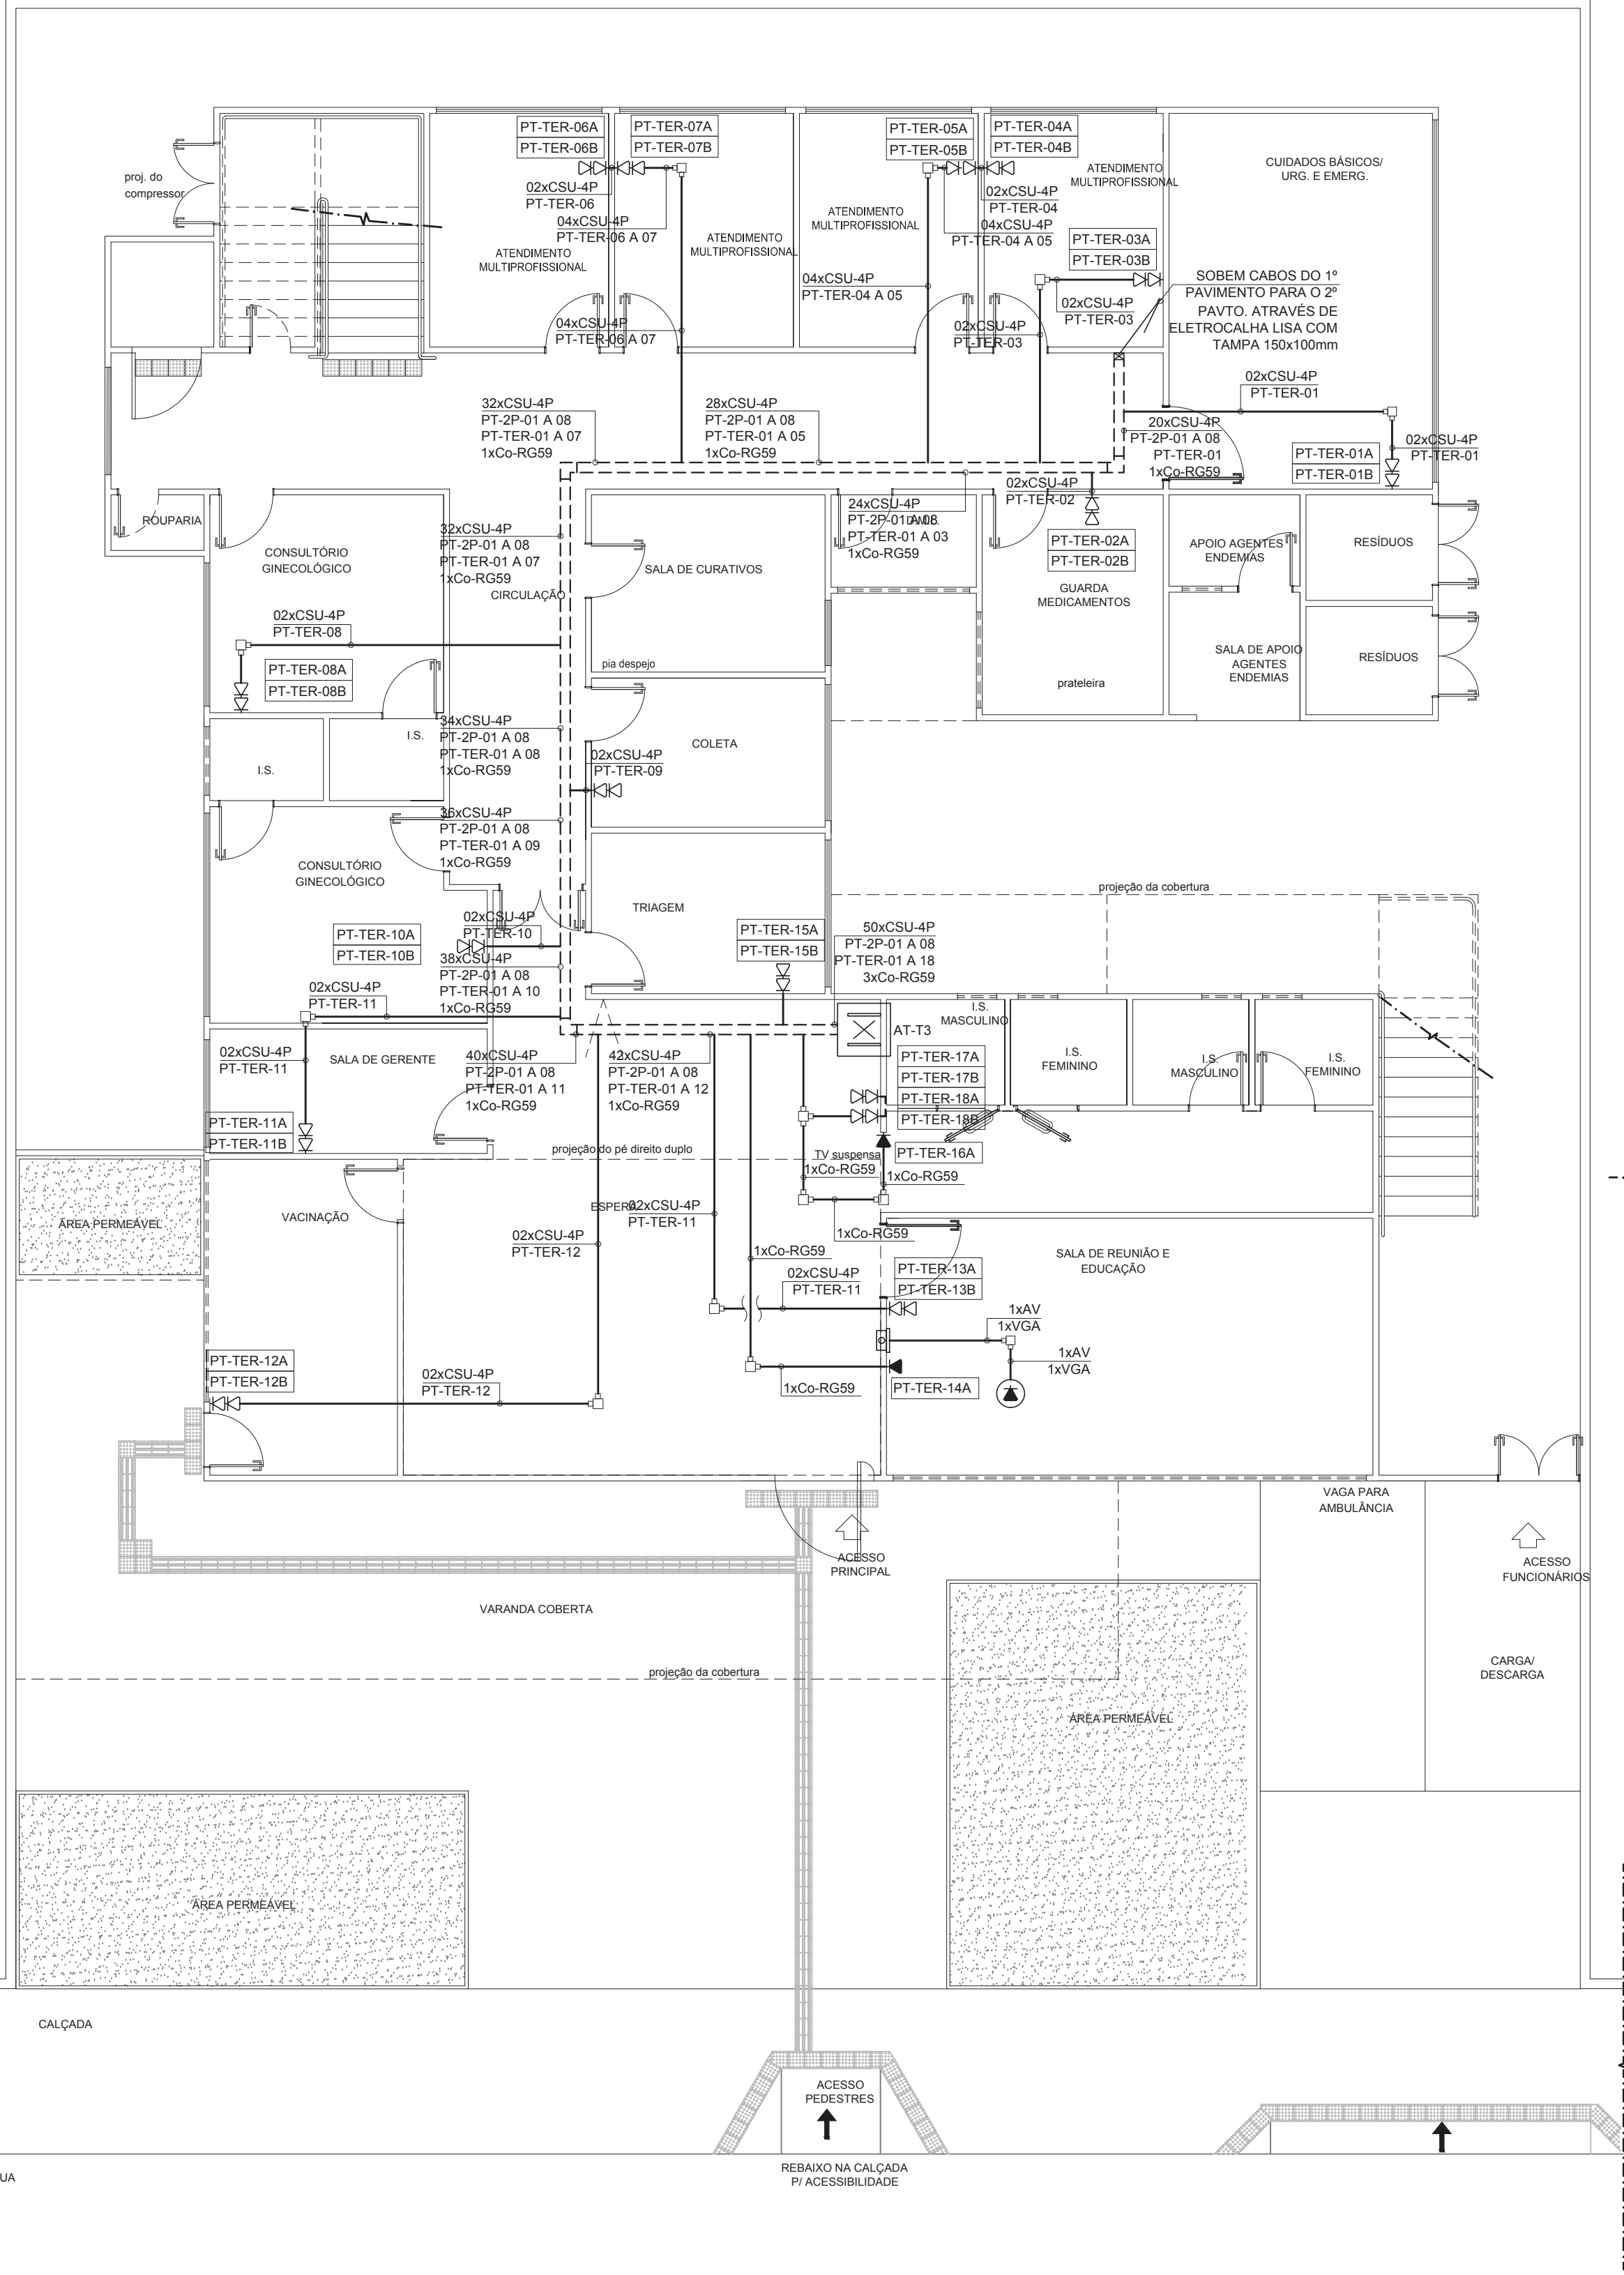 proj. do
compressor
PT-TER-06A
PT-TER-06B
PT-TER-07A
PT-TER-07B
02xCSU-4P
PT-TER-06
04xCSU-4P
PT-TER-06 A 07
ATENDIMENTO
MULTIPROFISSIONAL
ATENDIMENTO
MULTIPROFISSIONAL
04xCSU-4P
PT-TER-06 A 07
PT-TER-05A
PT-TER-05B
PT-TER-04A
PT-TER-04B
ATENDIMENTO
MULTIPROFISSIONAL
02xCSU-4P
PT-TER-04
04xCSU-4P
PT-TER-04 A 05
ATENDIMENTO
MULTIPROFISSIONAL
04xCSU-4P
PT-TER-04 A 05
PT-TER-03A
PT-TER-03B
02xCSU-4P
PT-TER-03
02xCSU-4P
PT-TER-03
CUIDADOS BÁSICOS/
URG. E EMERG.
SOBEM CABOS DO 1º
PAVIMENTO PARA O 2º
PAVTO. ATRAVÉS DE
ELETROCALHA LISA COM
TAMPA 150x100mm
02xCSU-4P
PT-TER-01
32xCSU-4P
PT-2P-01 A 08
PT-TER-01 A 07
1xCo-RG59
28xCSU-4P
PT-2P-01 A 08
PT-TER-01 A 05
1xCo-RG59
20xCSU-4P
PT-2P-01 A 08
PT-TER-01
1xCo-RG59
PT-TER-01A
PT-TER-01B
02xCSU-4P
PT-TER-01
02xCSU-4P
PT-TER-02
24xCSU-4P
PT-2P-01 A 08
D.M.L.
PT-TER-01 A 03
1xCo-RG59
PT-TER-02A
PT-TER-02B
GUARDA
MEDICAMENTOS
prateleira
APOIO AGENTES
ENDEMIAS
RESÍDUOS
SALA DE APOIO
AGENTES
ENDEMIAS
RESÍDUOS
ROUPARIA
CONSULTÓRIO
GINECOLÓGICO
32xCSU-4P
PT-2P-01 A 08
PT-TER-01 A 07
1xCo-RG59
CIRCULAÇÃO
SALA DE CURATIVOS
pia despejo
02xCSU-4P
PT-TER-08
PT-TER-08A
PT-TER-08B
I.S.
I.S.
34xCSU-4P
PT-2P-01 A 08
PT-TER-01 A 08
1xCo-RG59
COLETA
02xCSU-4P
PT-TER-09
36xCSU-4P
PT-2P-01 A 08
PT-TER-01 A 09
1xCo-RG59
CONSULTÓRIO
GINECOLÓGICO
TRIAGEM
projeção da cobertura
PT-TER-10A
PT-TER-10B
02xCSU-4P
PT-TER-10
38xCSU-4P
PT-2P-01 A 08
PT-TER-01 A 10
1xCo-RG59
PT-TER-15A
PT-TER-15B
50xCSU-4P
PT-2P-01 A 08
PT-TER-01 A 18
3xCo-RG59
02xCSU-4P
PT-TER-11
02xCSU-4P
PT-TER-11
SALA DE GERENTE
40xCSU-4P
PT-2P-01 A 08
PT-TER-01 A 11
1xCo-RG59
42xCSU-4P
PT-2P-01 A 08
PT-TER-01 A 12
1xCo-RG59
AT-T3
I.S.
MASCULINO
I.S.
FEMININO
I.S.
MASCULINO
I.S.
FEMININO
PT-TER-17A
PT-TER-17B
PT-TER-18A
PT-TER-18B
PT-TER-16A
PT-TER-11A
PT-TER-11B
projeção do pé direito duplo
TV suspensa
1xCo-RG59
1xCo-RG59
1xCo-RG59
ÁREA PERMEÁVEL
VACINAÇÃO
ESPERA
02xCSU-4P
PT-TER-11
02xCSU-4P
PT-TER-12
1xCo-RG59
02xCSU-4P
PT-TER-11
SALA DE REUNIÃO E
EDUCAÇÃO
PT-TER-13A
PT-TER-13B
1xAV
1xVGA
1xAV
1xVGA
PT-TER-12A
PT-TER-12B
02xCSU-4P
PT-TER-12
1xCo-RG59
PT-TER-14A
VAGA PARA
AMBULÂNCIA
ACESSO
PRINCIPAL
ACESSO
FUNCIONÁRIOS
VARANDA COBERTA
projeção da cobertura
CARGA/
DESCARGA
ÁREA PERMEÁVEL
ÁREA PERMEÁVEL
CALÇADA
ACESSO
PEDESTRES
REBAIXO NA CALÇADA
P/ ACESSIBILIDADE
UA